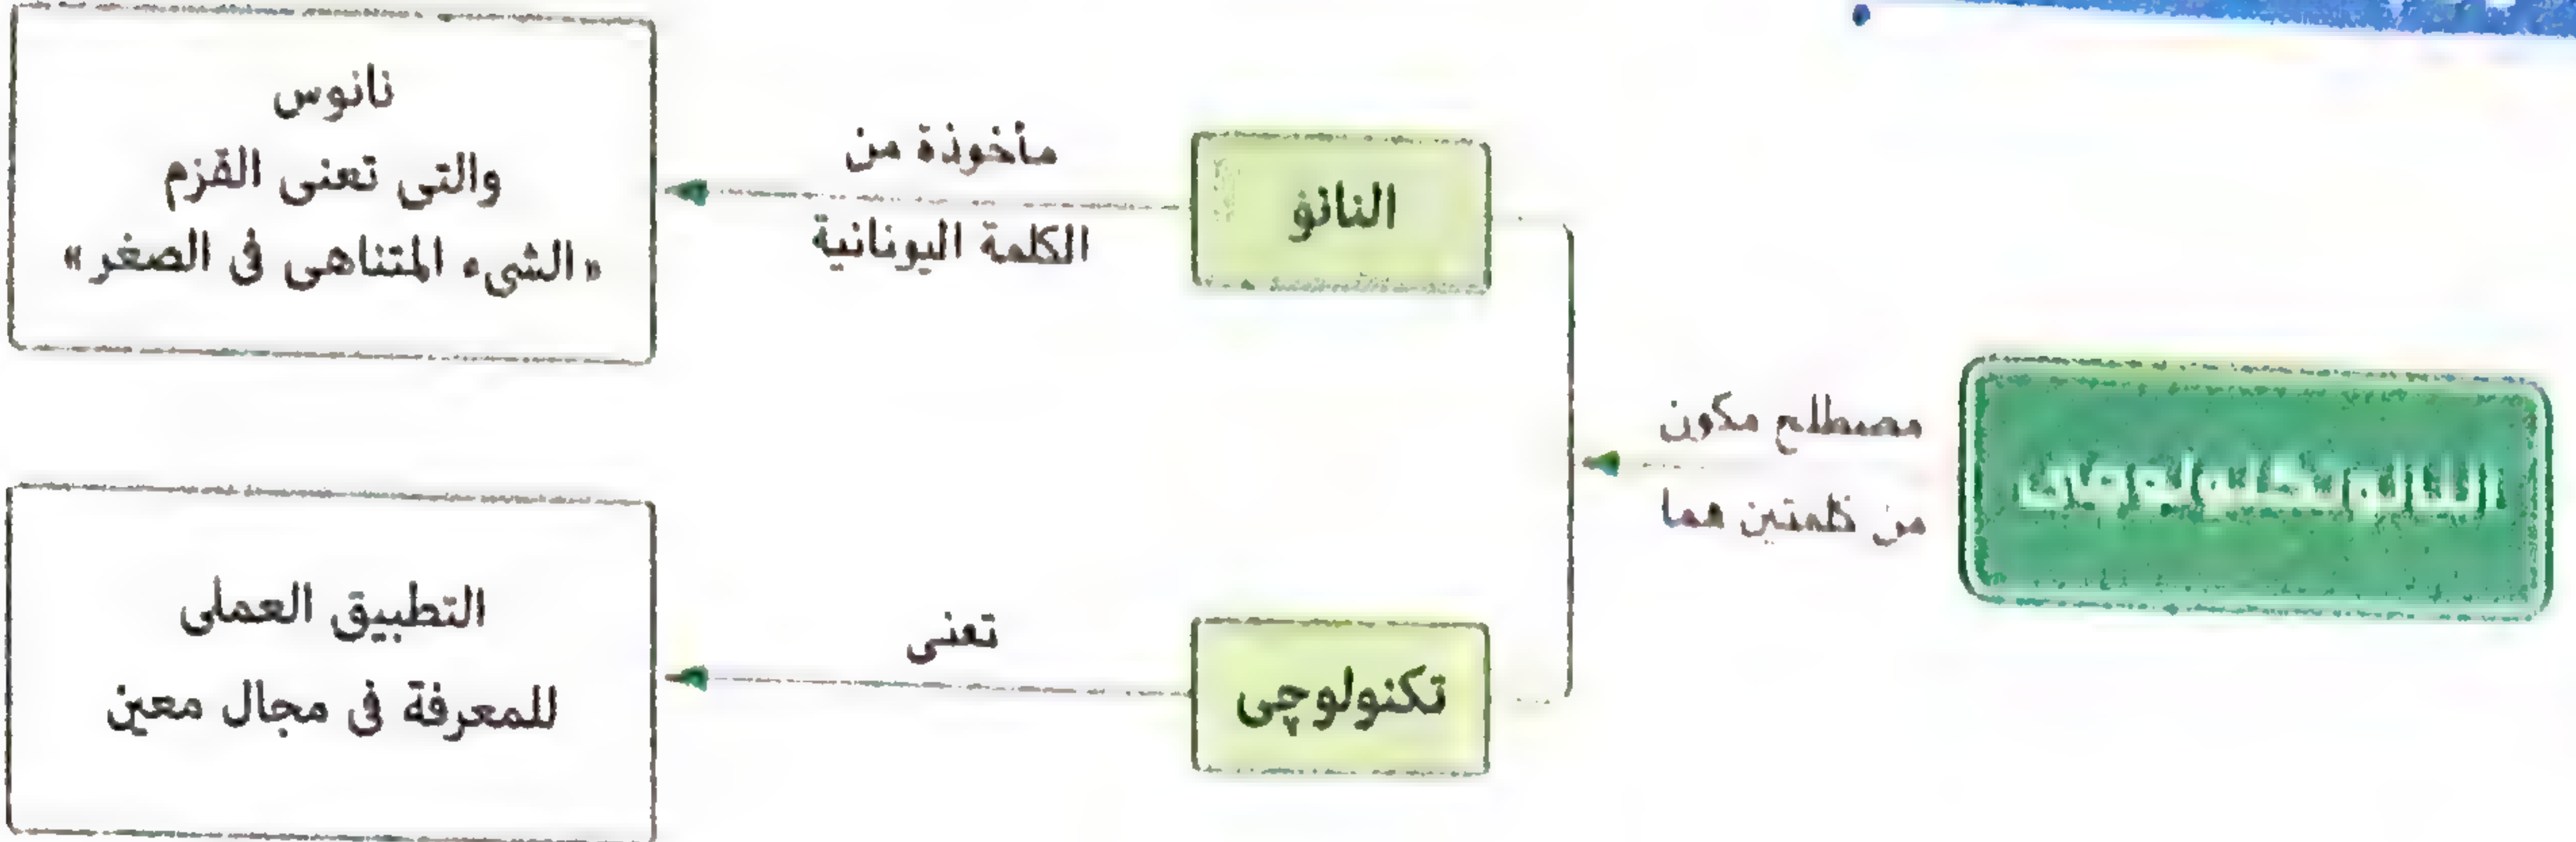 النانوتكنولوچى
مصطلح مكون
من كلمتين هما
النانو
مأخوذة من
الكلمة اليونانية
نانوس
والتى تعنى القزم
«الشىء المتناهى فى الصغر»
تكنولوچى
تعنى
التطبيق العملى
للمعرفة فى مجال معين